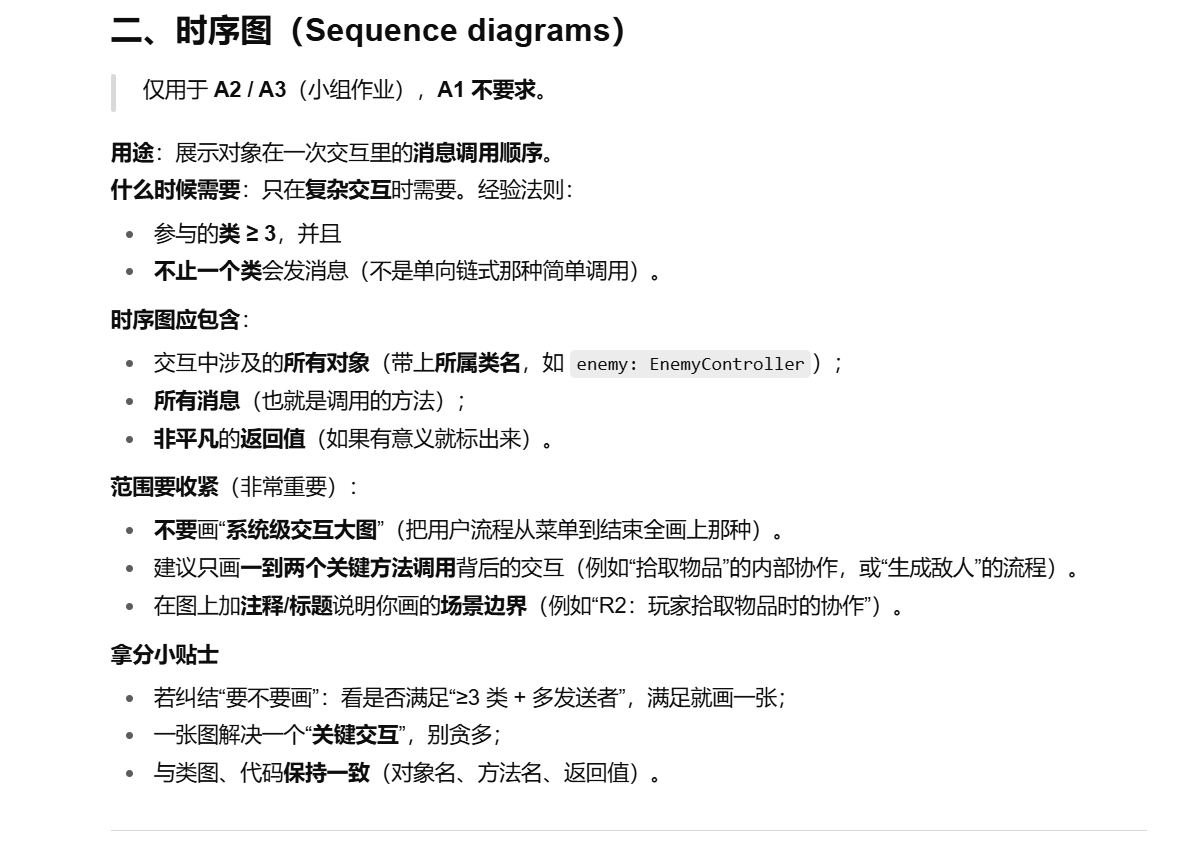 二、时序图（Sequence diagrams）
仅用于 A2 / A3（小组作业），A1 不要求。
用途：展示对象在一次交互里的消息调用顺序。
什么时候需要：只在复杂交互时需要。经验法则：
参与的类 ≥ 3，并且
不止一个类会发消息（不是单向链式那种简单调用）。
时序图应包含：
交互中涉及的所有对象（带上所属类名，如 enemy: EnemyController）；
所有消息（也就是调用的方法）；
非平凡的返回值（如果有意义就标出来）。
范围要收紧（非常重要）：
不要画“系统级交互大图”（把用户流程从菜单到结束全画上那种）。
建议只画一到两个关键方法调用背后的交互（例如“拾取物品”的内部协作，或“生成敌人”的流程）。
在图上加注释/标题说明你画的场景边界（例如“R2：玩家拾取物品时的协作”）。
拿分小贴士
若纠结“要不要画”：看是否满足“≥3 类 + 多发送者”，满足就画一张；
一张图解决一个“关键交互”，别贪多；
与类图、代码保持一致（对象名、方法名、返回值）。